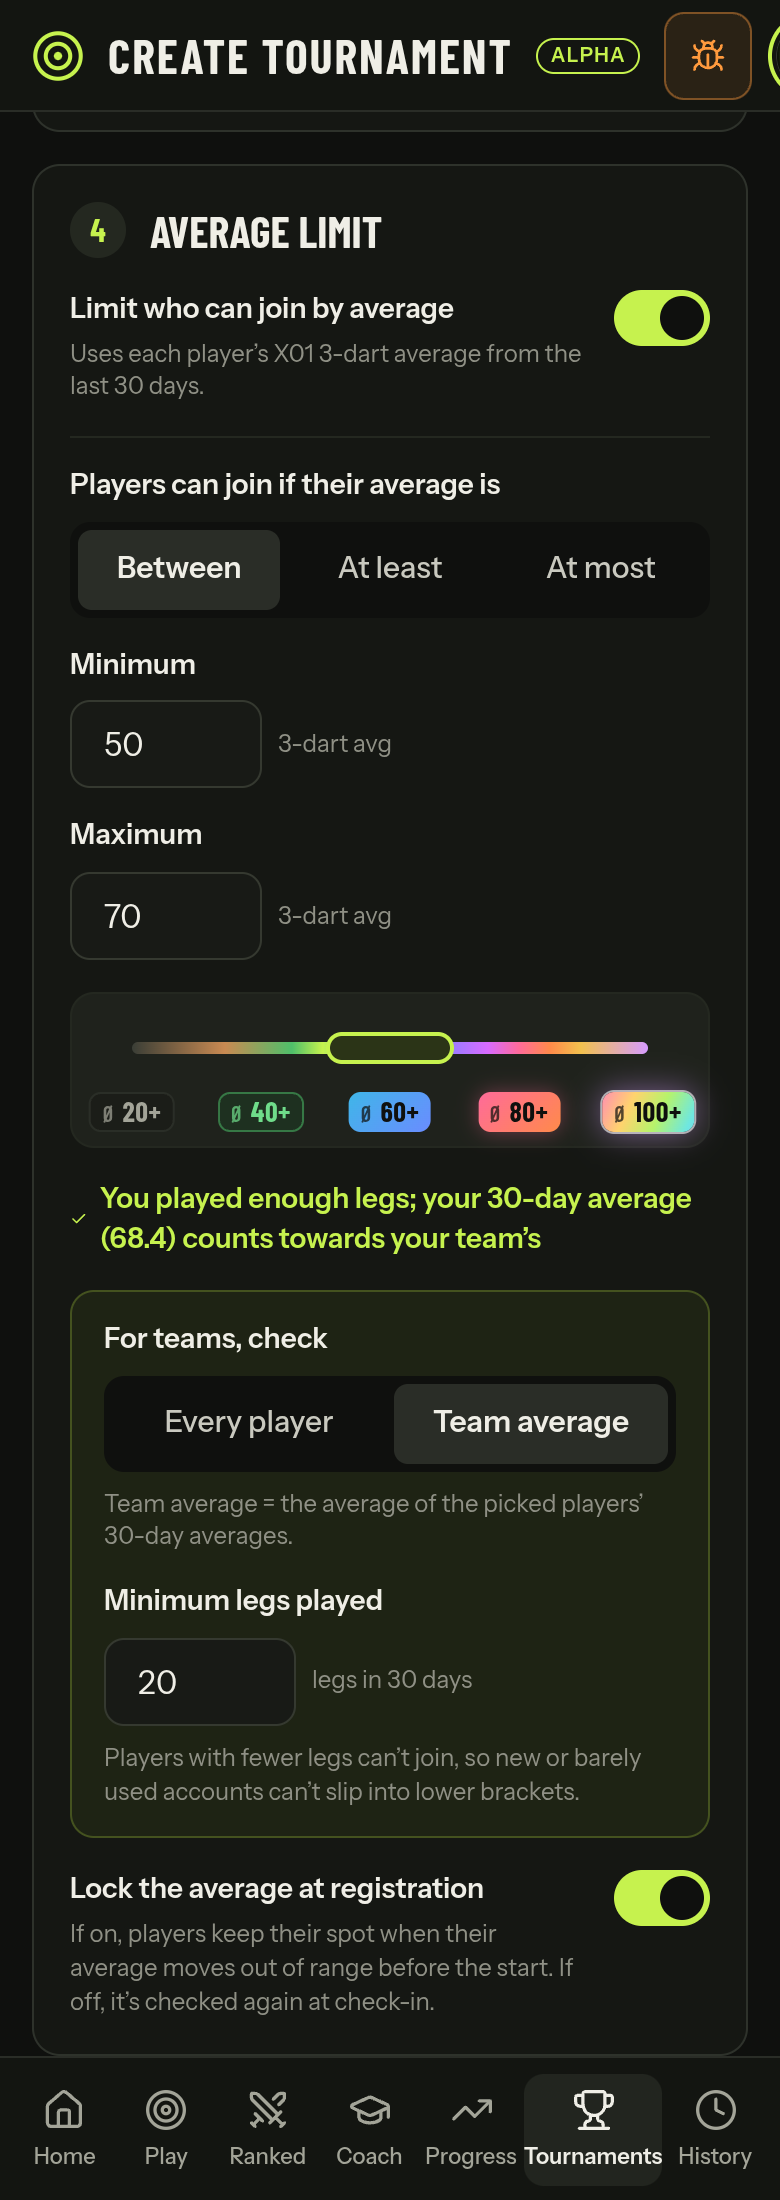 CREATE TOURNAMENT ALPHA
4 AVERAGE LIMIT
Limit who can join by average
Uses each player’s X01 3-dart average from the
last 30 days.
Players can join if their average is
Between At least At most
Minimum
50 3-dart avg
Maximum
70 3-dart avg
Ø 20+ Ø 40+ Ø 60+ Ø 80+ Ø 100+
You played enough legs; your 30-day average
(68.4) counts towards your team’s
For teams, check
Every player Team average
Team average = the average of the picked players’
30-day averages.
Minimum legs played
20 legs in 30 days
Players with fewer legs can’t join, so new or barely
used accounts can’t slip into lower brackets.
Lock the average at registration
If on, players keep their spot when their
average moves out of range before the start. If
off, it’s checked again at check-in.
Home Play Ranked Coach Progress Tournaments History